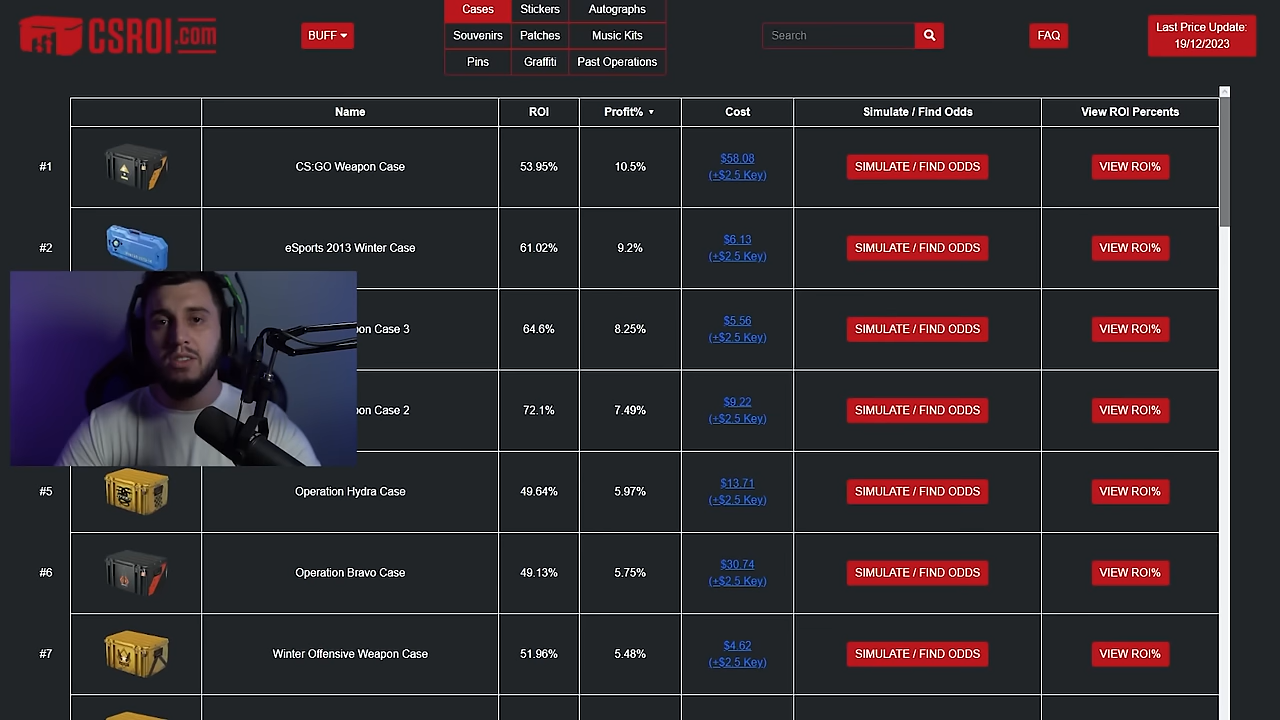 CSROI.com
BUFF
Cases
Stickers
Autographs
Souvenirs
Patches
Music Kits
Pins
Graffiti
Past Operations
Search
FAQ
Last Price Update:
19/12/2023
Name
ROI
Profit%
Cost
Simulate / Find Odds
View ROI Percents
#1
CS:GO Weapon Case
53.95%
10.5%
$58.08
(+$2.5 Key)
SIMULATE / FIND ODDS
VIEW ROI%
#2
eSports 2013 Winter Case
61.02%
9.2%
$6.13
(+$2.5 Key)
SIMULATE / FIND ODDS
VIEW ROI%
on Case 3
64.6%
8.25%
$5.56
(+$2.5 Key)
SIMULATE / FIND ODDS
VIEW ROI%
on Case 2
72.1%
7.49%
$9.22
(+$2.5 Key)
SIMULATE / FIND ODDS
VIEW ROI%
#5
Operation Hydra Case
49.64%
5.97%
$13.71
(+$2.5 Key)
SIMULATE / FIND ODDS
VIEW ROI%
#6
Operation Bravo Case
49.13%
5.75%
$30.74
(+$2.5 Key)
SIMULATE / FIND ODDS
VIEW ROI%
#7
Winter Offensive Weapon Case
51.96%
5.48%
$4.62
(+$2.5 Key)
SIMULATE / FIND ODDS
VIEW ROI%